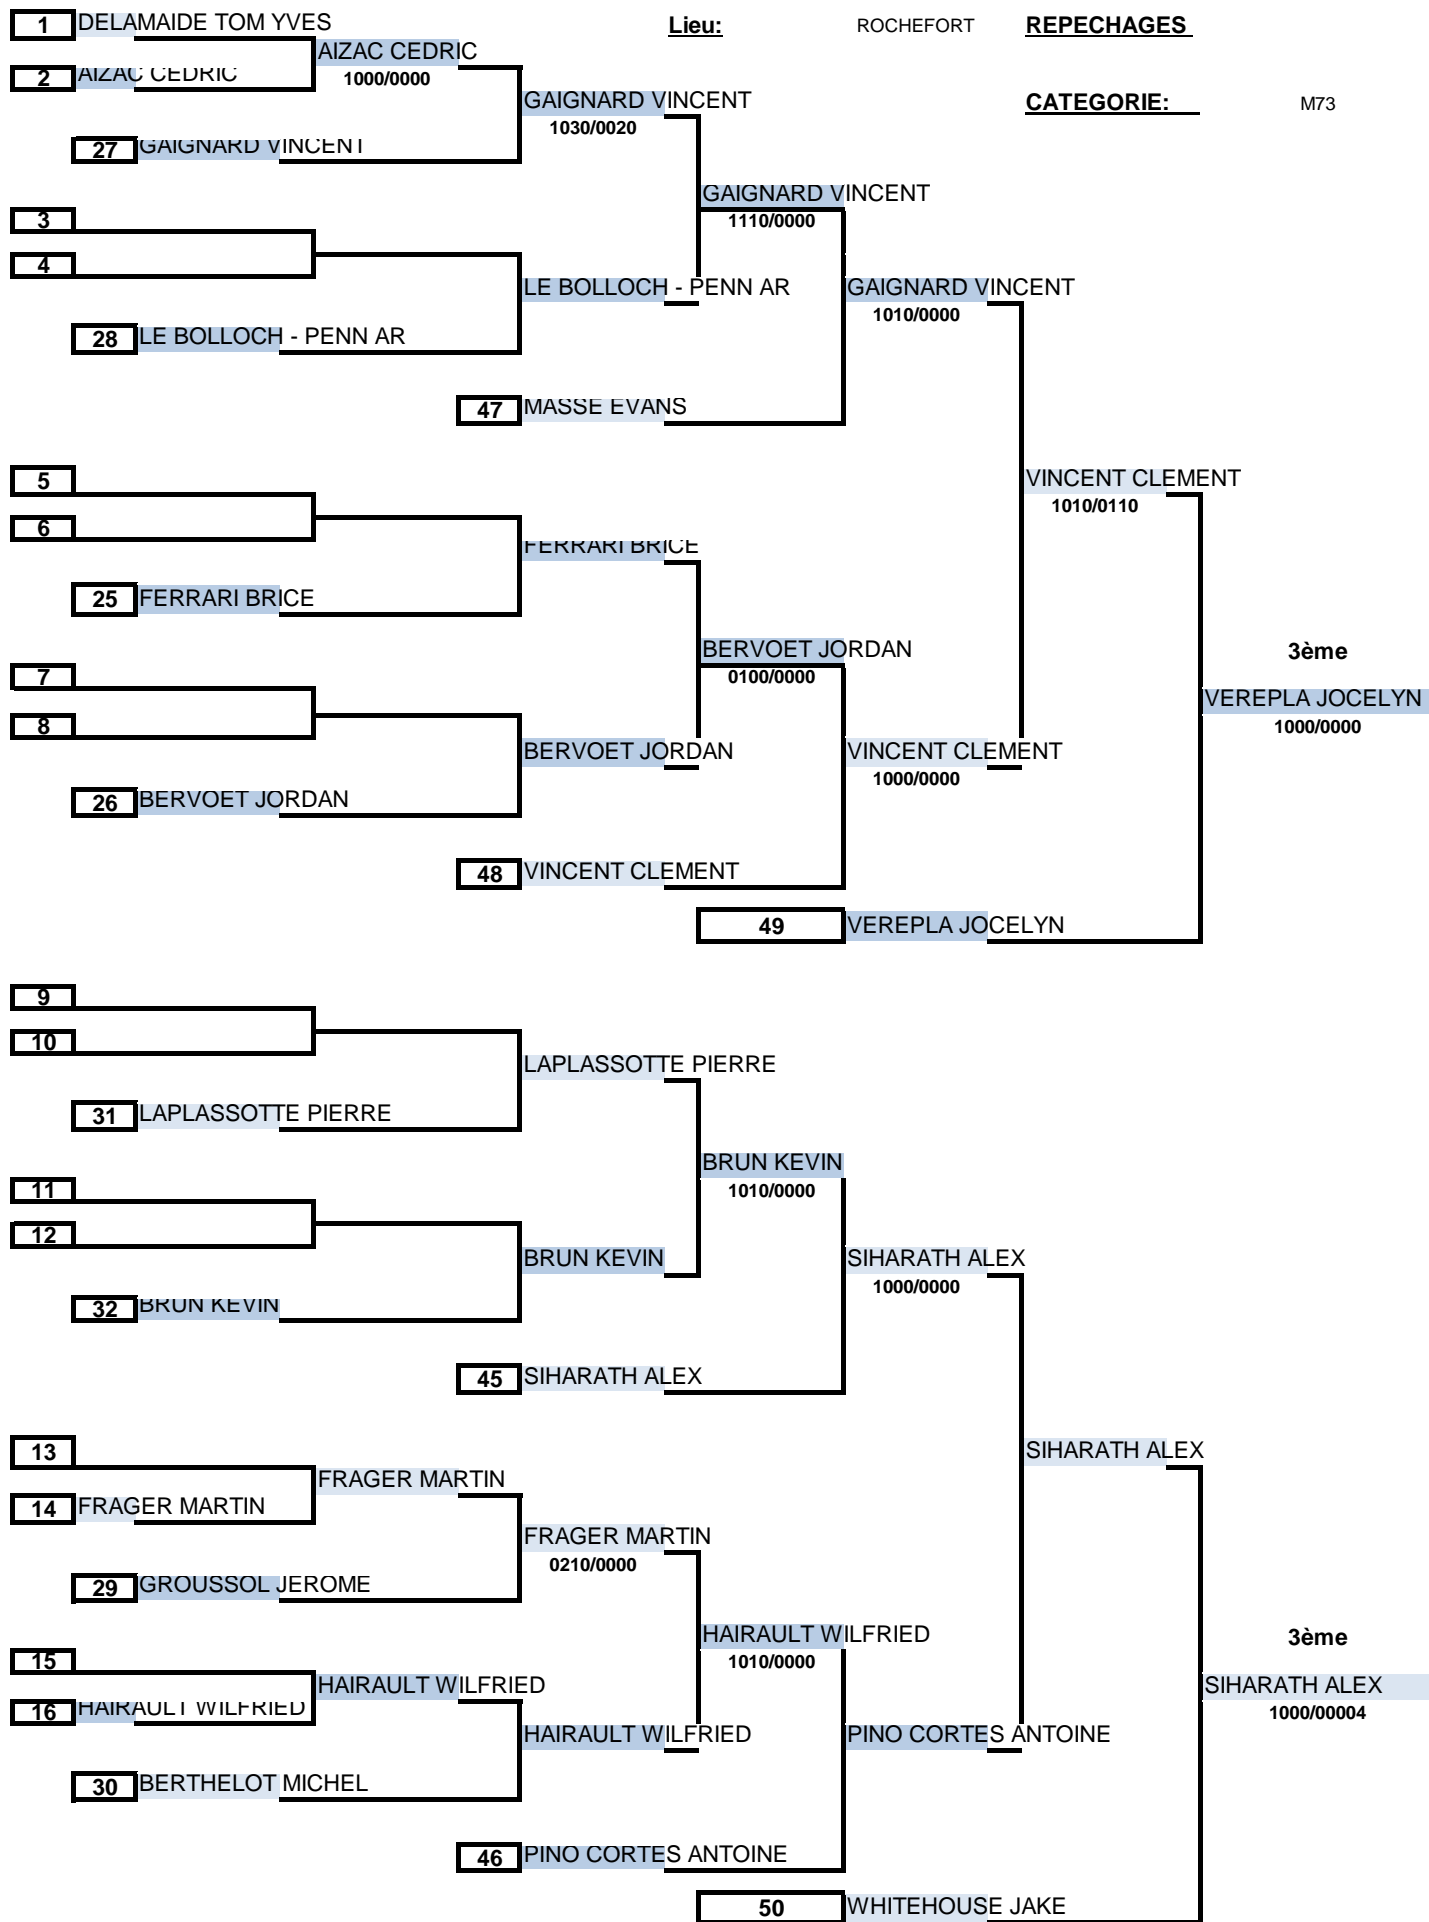 1 DELAMAIDE TOM YVES Lieu: ROCHEFORT REPECHAGES
AIZAC CEDRIC
2 AIZAC CEDRIC 1000/0000
GAIGNARD VINCENT CATEGORIE: M73
1030/0020
27 GAIGNARD VINCENT
GAIGNARD VINCENT
3 1110/0000
4
LE BOLLOCH - PENN AR GAIGNARD VINCENT
1010/0000
28 LE BOLLOCH - PENN AR
47 MASSE EVANS
5 VINCENT CLEMENT
1010/0110
6
FERRARI BRICE
25 FERRARI BRICE
BERVOET JORDAN 3ème
7 0100/0000
VEREPLA JOCELYN
8 1000/0000
BERVOET JORDAN VINCENT CLEMENT
1000/0000
26 BERVOET JORDAN
48 VINCENT CLEMENT
49 VEREPLA JOCELYN
9
10
LAPLASSOTTE PIERRE
31 LAPLASSOTTE PIERRE
BRUN KEVIN
11 1010/0000
12
BRUN KEVIN SIHARATH ALEX
1000/0000
32 BRUN KEVIN
45 SIHARATH ALEX
13 SIHARATH ALEX
FRAGER MARTIN
14 FRAGER MARTIN
FRAGER MARTIN
0210/0000
29 GROUSSOL JEROME
HAIRAULT WILFRIED 3ème
15 1010/0000
HAIRAULT WILFRIED SIHARATH ALEX
16 HAIRAULT WILFRIED 1000/00004
HAIRAULT WILFRIED PINO CORTES ANTOINE
30 BERTHELOT MICHEL
46 PINO CORTES ANTOINE
50 WHITEHOUSE JAKE